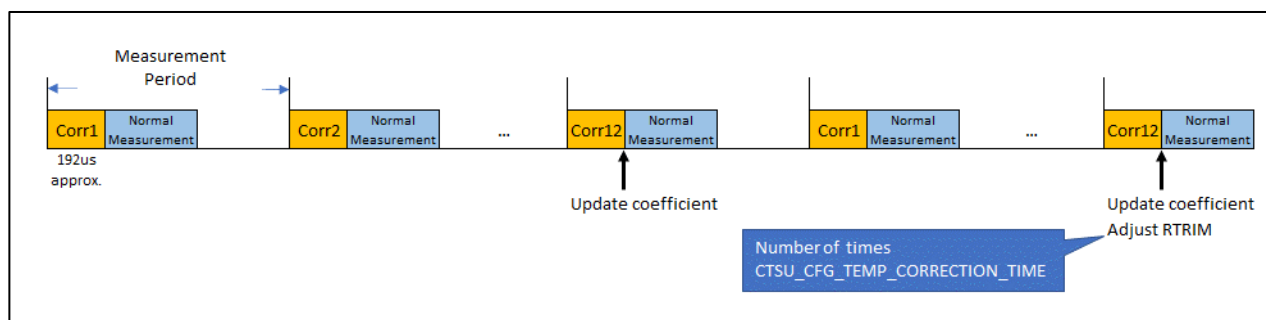 Measurement
Period
Corr1
Normal
Measurement
Corr2
Normal
Measurement
...
Corr12
Normal
Measurement
Corr1
Normal
Measurement
...
Corr12
Normal
Measurement
192us
approx.
Update coefficient
Update coefficient
Adjust RTRIM
Number of times
CTSU_CFG_TEMP_CORRECTION_TIME